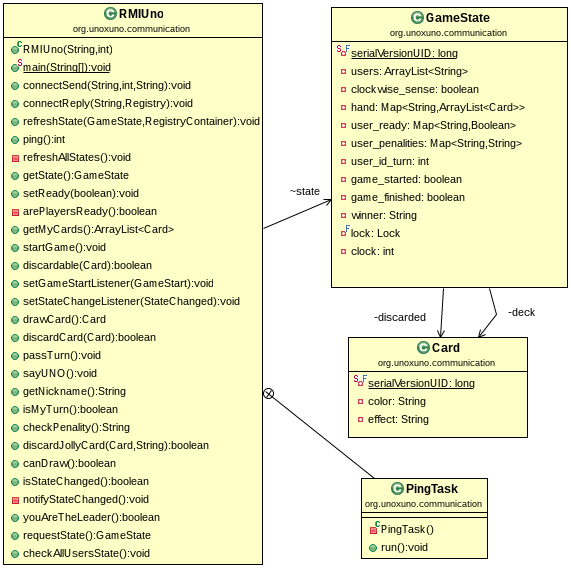 RMIUno
org.unoxuno.communication
RMIUno(String,int)
main(String[]):void
connectSend(String,int,String):void
connectReply(String,Registry):void
refreshState(GameState,RegistryContainer):void
ping():int
refreshAllStates():void
getState():GameState
setReady(boolean):void
arePlayersReady():boolean
getMyCards():ArrayList<Card>
startGame():void
discardable(Card):boolean
setGameStartListener(GameStart):void
setStateChangeListener(StateChanged):void
drawCard():Card
discardCard(Card):boolean
passTurn():void
sayUNO():void
getNickname():String
isMyTurn():boolean
checkPenality():String
discardJollyCard(Card,String):boolean
canDraw():boolean
isStateChanged():boolean
notifyStateChanged():void
youAreTheLeader():boolean
requestState():GameState
checkAllUsersState():void
~state
GameState
org.unoxuno.communication
serialVersionUID: long
users: ArrayList<String>
clockwise_sense: boolean
hand: Map<String,ArrayList<Card>>
user_ready: Map<String,Boolean>
user_penalities: Map<String,String>
user_id_turn: int
game_started: boolean
game_finished: boolean
winner: String
lock: Lock
clock: int
-discarded
-deck
Card
org.unoxuno.communication
serialVersionUID: long
color: String
effect: String
PingTask
org.unoxuno.communication
PingTask()
run():void